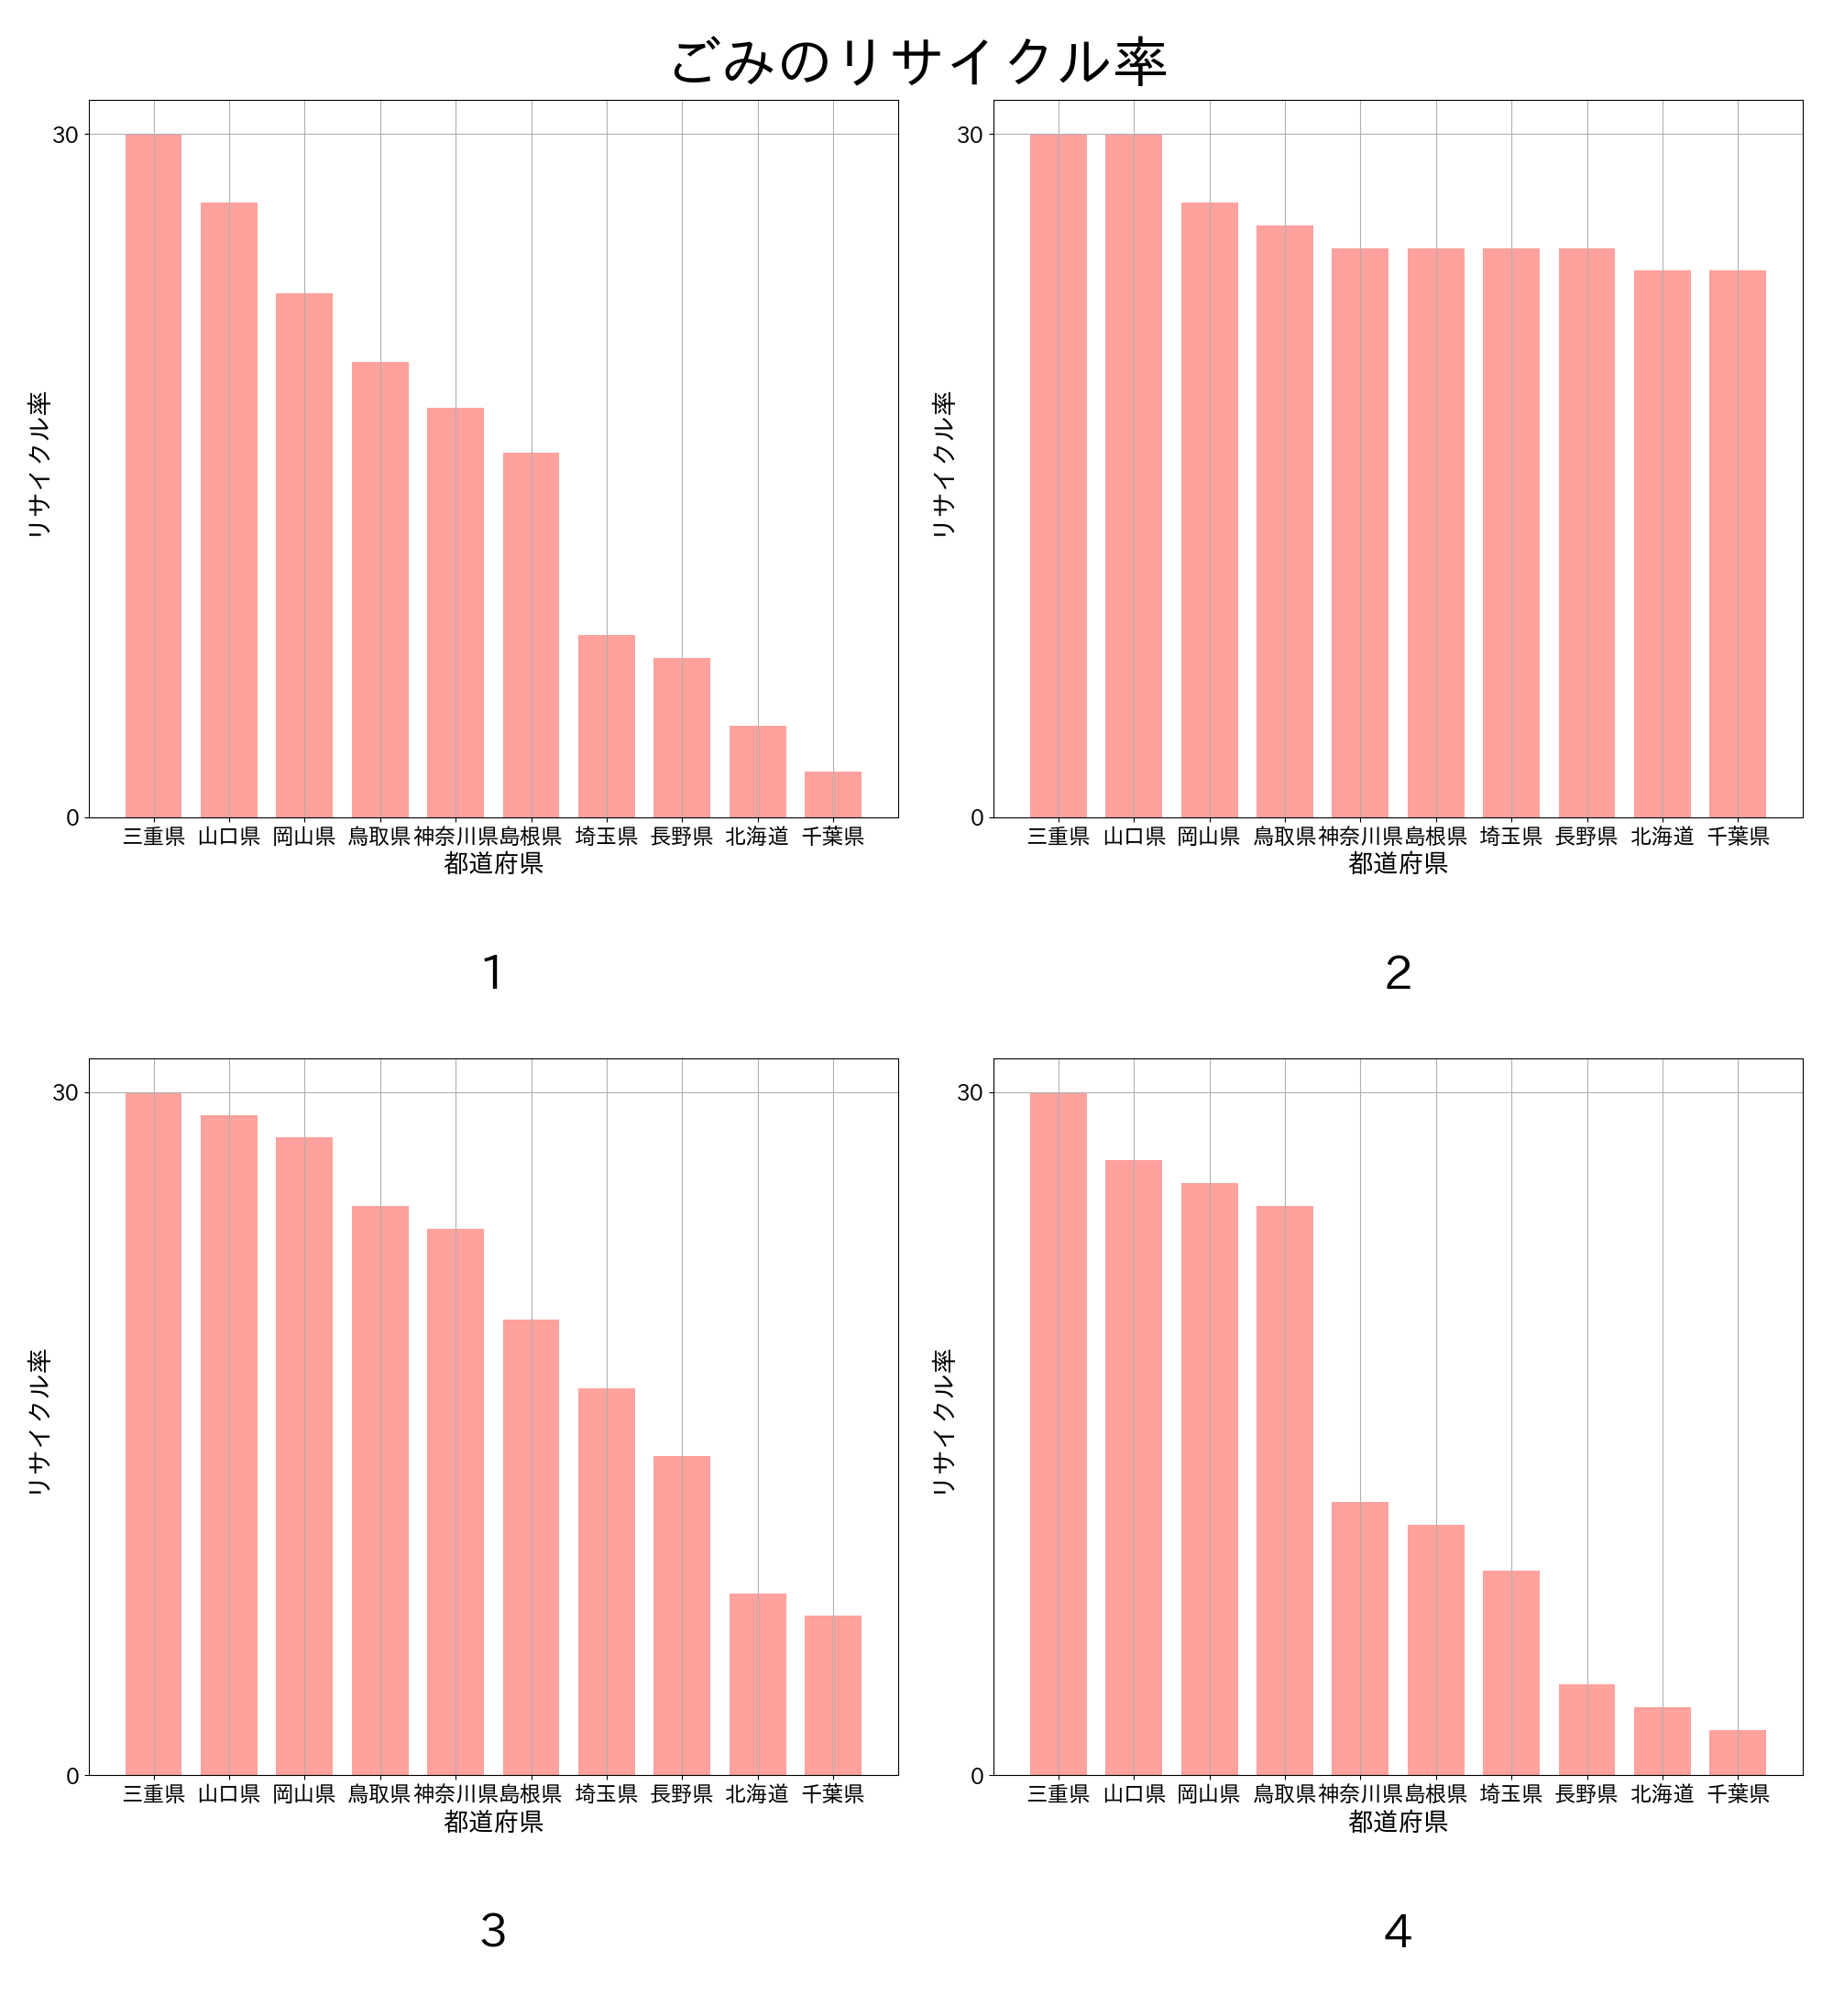 ごみのリサイクル率
30
0
リサイクル率
三重県 山口県 岡山県 鳥取県 神奈川県 島根県 埼玉県 長野県 北海道 千葉県
都道府県
1
30
0
リサイクル率
三重県 山口県 岡山県 鳥取県 神奈川県 島根県 埼玉県 長野県 北海道 千葉県
都道府県
2
30
0
リサイクル率
三重県 山口県 岡山県 鳥取県 神奈川県 島根県 埼玉県 長野県 北海道 千葉県
都道府県
3
30
0
リサイクル率
三重県 山口県 岡山県 鳥取県 神奈川県 島根県 埼玉県 長野県 北海道 千葉県
都道府県
4